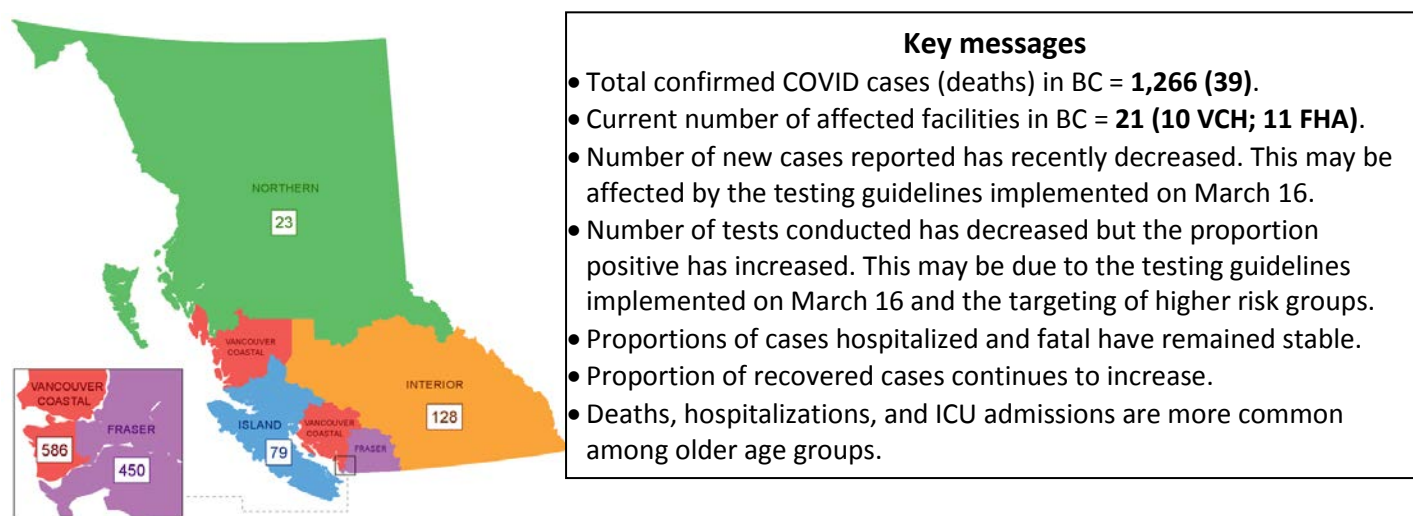 NORTHERN
23
VANCOUVER
COASTAL
INTERIOR
128
ISLAND
79
VANCOUVER
COASTAL
FRASER
VANCOUVER
COASTAL
FRASER
586
450
Key messages
• Total confirmed COVID cases (deaths) in BC = 1,266 (39).
• Current number of affected facilities in BC = 21 (10 VCH; 11 FHA).
• Number of new cases reported has recently decreased. This may be
affected by the testing guidelines implemented on March 16.
• Number of tests conducted has decreased but the proportion
positive has increased. This may be due to the testing guidelines
implemented on March 16 and the targeting of higher risk groups.
• Proportions of cases hospitalized and fatal have remained stable.
• Proportion of recovered cases continues to increase.
• Deaths, hospitalizations, and ICU admissions are more common
among older age groups.